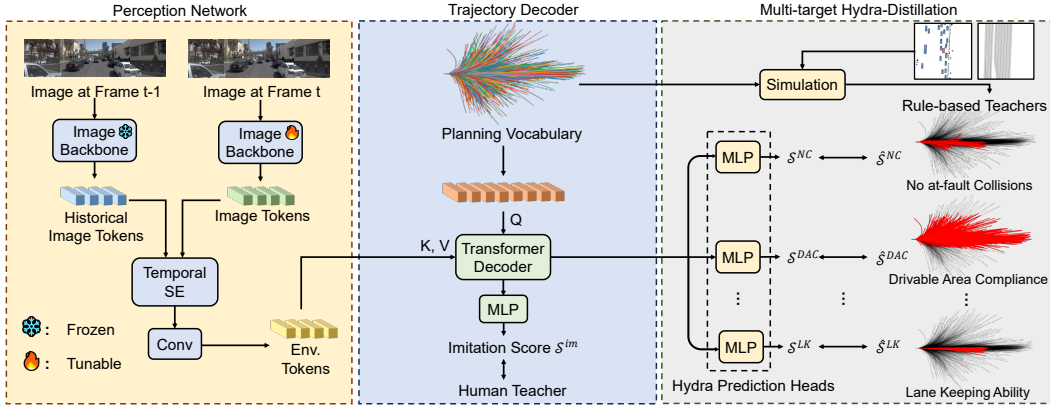 Perception Network
Image at Frame t-1
Image at Frame t
Image
Backbone
Image
Backbone
Historical
Image Tokens
Image Tokens
Temporal
SE
Conv
: Frozen
: Tunable
Env.
Tokens
Trajectory Decoder
Planning Vocabulary
Q
K, V
Transformer
Decoder
MLP
Imitation Score 𝒮^{im}
Human Teacher
Multi-target Hydra-Distillation
Simulation
Rule-based Teachers
MLP
𝒮^{NC}
𝒮̂^{NC}
No at-fault Collisions
MLP
𝒮^{DAC}
𝒮̂^{DAC}
Drivable Area Compliance
⋮
⋮
⋮
MLP
𝒮^{LK}
𝒮̂^{LK}
Hydra Prediction Heads
Lane Keeping Ability